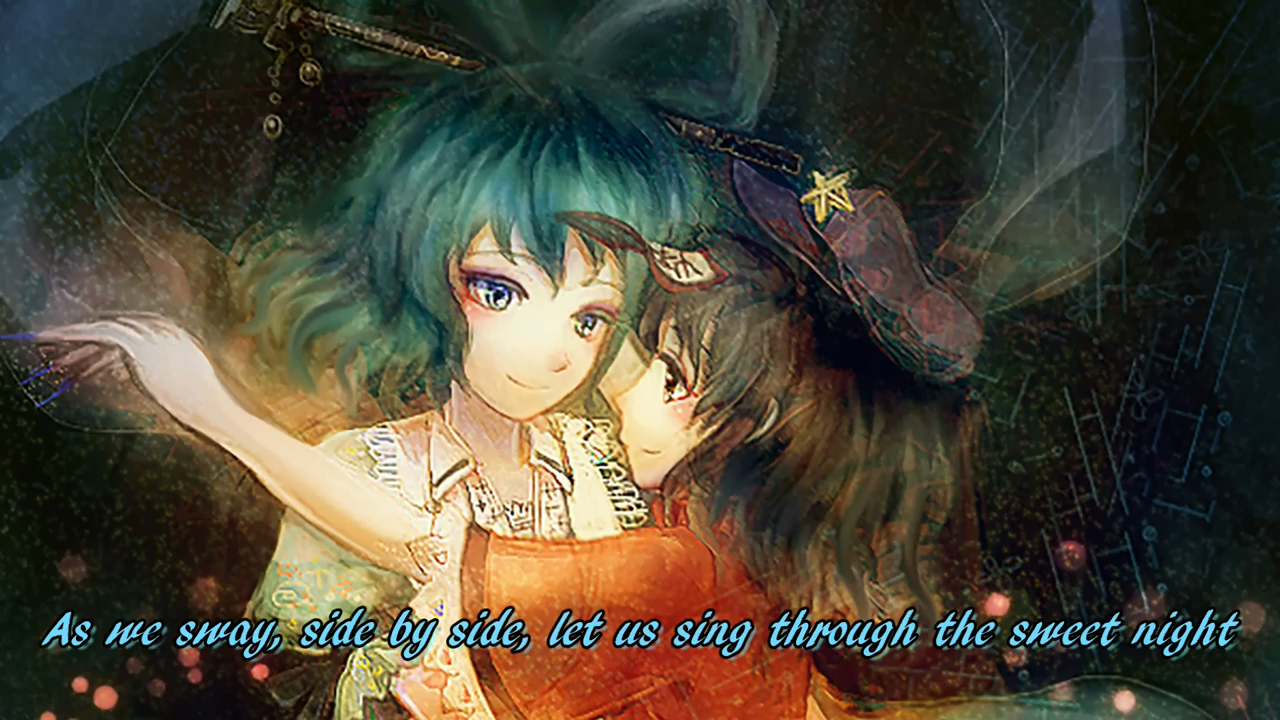 As we sway, side by side, let us sing through the sweet night